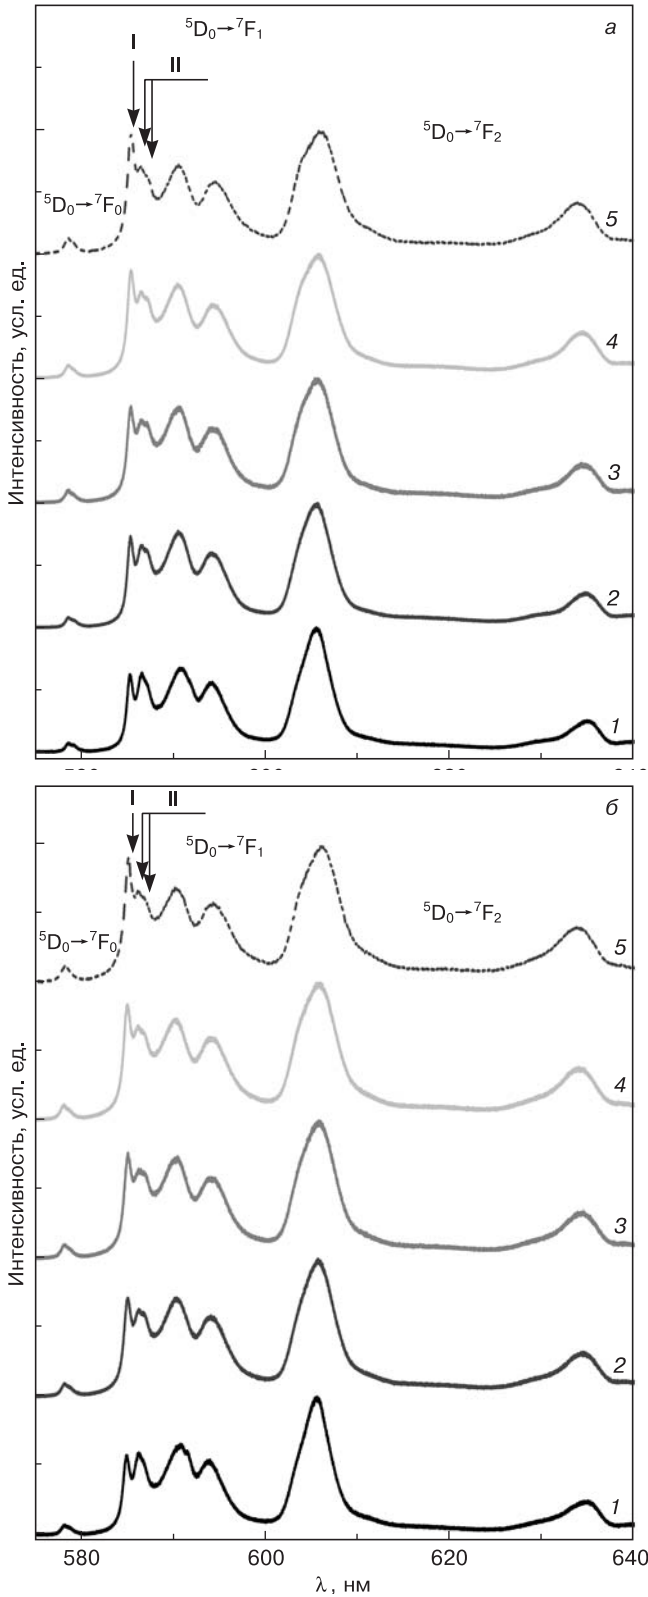 ⁵D₀→⁷F₁
а
I
II
⁵D₀→⁷F₂
⁵D₀→⁷F₀
5
4
3
2
1
Интенсивность, усл. ед.
I
II
б
⁵D₀→⁷F₁
⁵D₀→⁷F₂
⁵D₀→⁷F₀
5
4
3
2
1
Интенсивность, усл. ед.
580 600 620 640
λ, нм